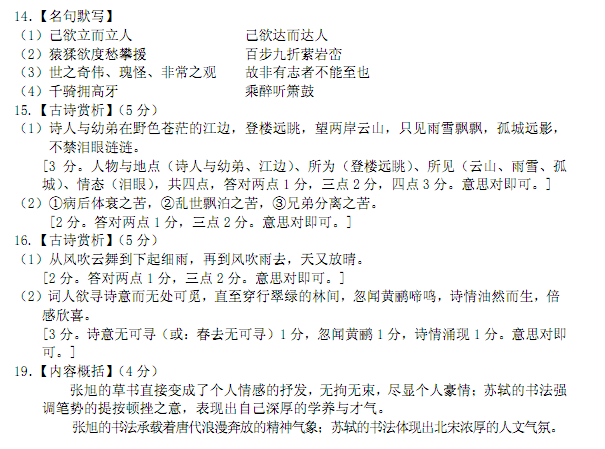 14.【名句默写】
（1）己欲立而立人　　己欲达而达人
（2）猿猱欲度愁攀援　　百步九折萦岩峦
（3）世之奇伟、瑰怪、非常之观　　故非有志者不能至也
（4）千骑拥高牙　　乘醉听箫鼓
15.【古诗赏析】（5 分）
（1）诗人与幼弟在野色苍茫的江边，登楼远眺，望两岸云山，只见雨雪飘飘，孤城远影，
不禁泪眼涟涟。
[3 分。人物与地点（诗人与幼弟、江边）、所为（登楼远眺）、所见（云山、雨雪、孤
城）、情态（泪眼），共四点，答对两点 1 分，三点 2 分，四点 3 分。意思对即可。]
（2）①病后体衰之苦，②乱世飘泊之苦，③兄弟分离之苦。
[2 分。答对两点 1 分，三点 2 分。意思对即可。]
16.【古诗赏析】（5 分）
（1）从风吹云舞到下起细雨，再到风吹雨去，天又放晴。
[2 分。答对两点 1 分，三点 2 分。意思对即可。]
（2）词人欲寻诗意而无处可觅，直至穿行翠绿的林间，忽闻黄鹂啼鸣，诗情油然而生，倍
感欣喜。
[3 分。诗意无可寻（或：春去无可寻）1 分，忽闻黄鹂 1 分，诗情涌现 1 分。意思对即
可。]
19.【内容概括】（4 分）
张旭的草书直接变成了个人情感的抒发，无拘无束，尽显个人豪情；苏轼的书法强
调笔势的提按顿挫之意，表现出自己深厚的学养与才气。
张旭的书法承载着唐代浪漫奔放的精神气象；苏轼的书法体现出北宋浓厚的人文气氛。